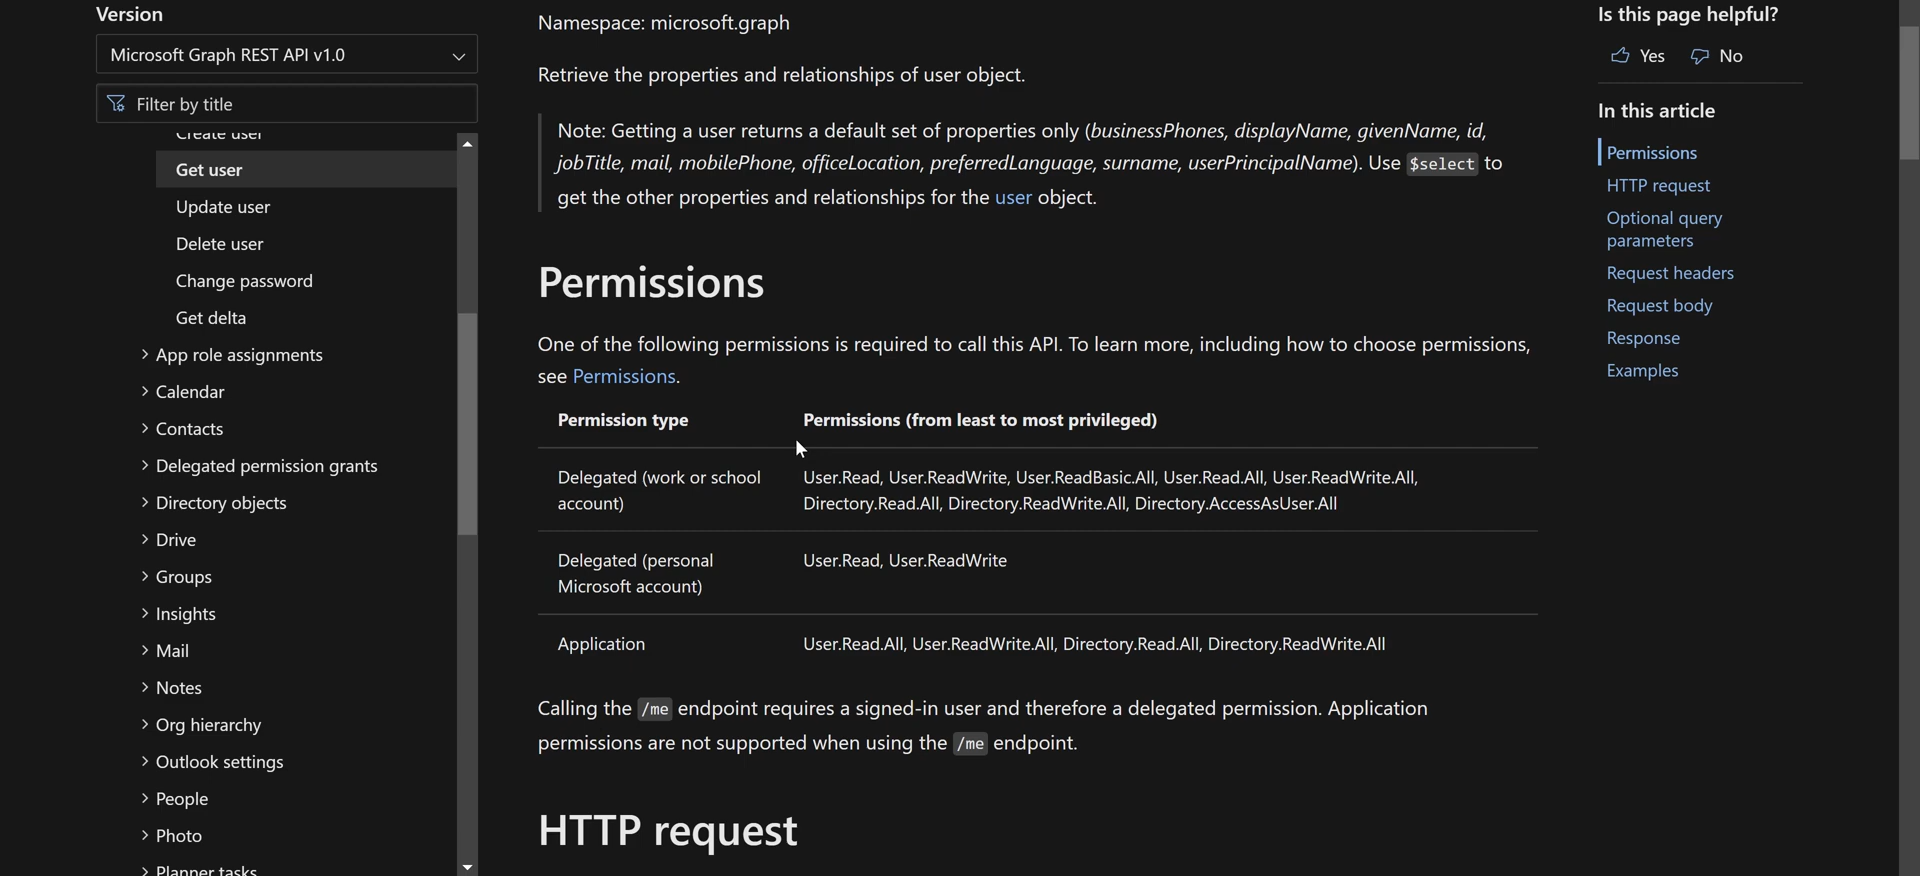 Version
Microsoft Graph REST API v1.0
Filter by title
Create user
Get user
Update user
Delete user
Change password
Get delta
App role assignments
Calendar
Contacts
Delegated permission grants
Directory objects
Drive
Groups
Insights
Mail
Notes
Org hierarchy
Outlook settings
People
Photo
Planner tasks
Namespace: microsoft.graph
Retrieve the properties and relationships of user object.
Note: Getting a user returns a default set of properties only (businessPhones, displayName, givenName, id,
jobTitle, mail, mobilePhone, officeLocation, preferredLanguage, surname, userPrincipalName). Use $select to
get the other properties and relationships for the user object.
Permissions
One of the following permissions is required to call this API. To learn more, including how to choose permissions,
see Permissions.
Permission type Permissions (from least to most privileged)
Delegated (work or school User.Read, User.ReadWrite, User.ReadBasic.All, User.Read.All, User.ReadWrite.All,
account) Directory.Read.All, Directory.ReadWrite.All, Directory.AccessAsUser.All
Delegated (personal User.Read, User.ReadWrite
Microsoft account)
Application User.Read.All, User.ReadWrite.All, Directory.Read.All, Directory.ReadWrite.All
Calling the /me endpoint requires a signed-in user and therefore a delegated permission. Application
permissions are not supported when using the /me endpoint.
HTTP request
Is this page helpful?
Yes No
In this article
Permissions
HTTP request
Optional query
parameters
Request headers
Request body
Response
Examples